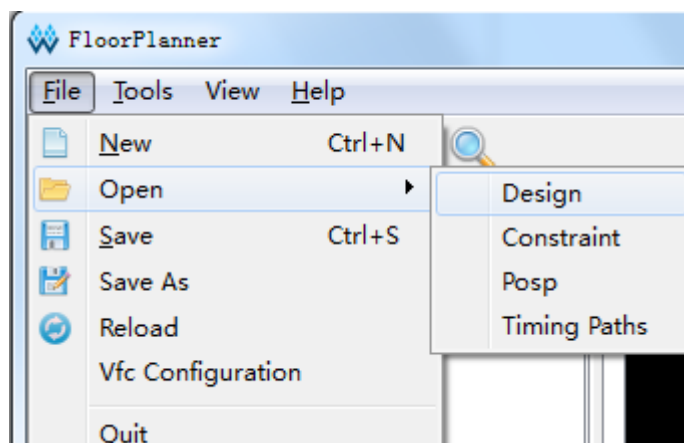 FloorPlanner
File Tools View Help
New Ctrl+N
Open
Design
Save Ctrl+S
Constraint
Save As
Posp
Reload
Timing Paths
Vfc Configuration
Quit